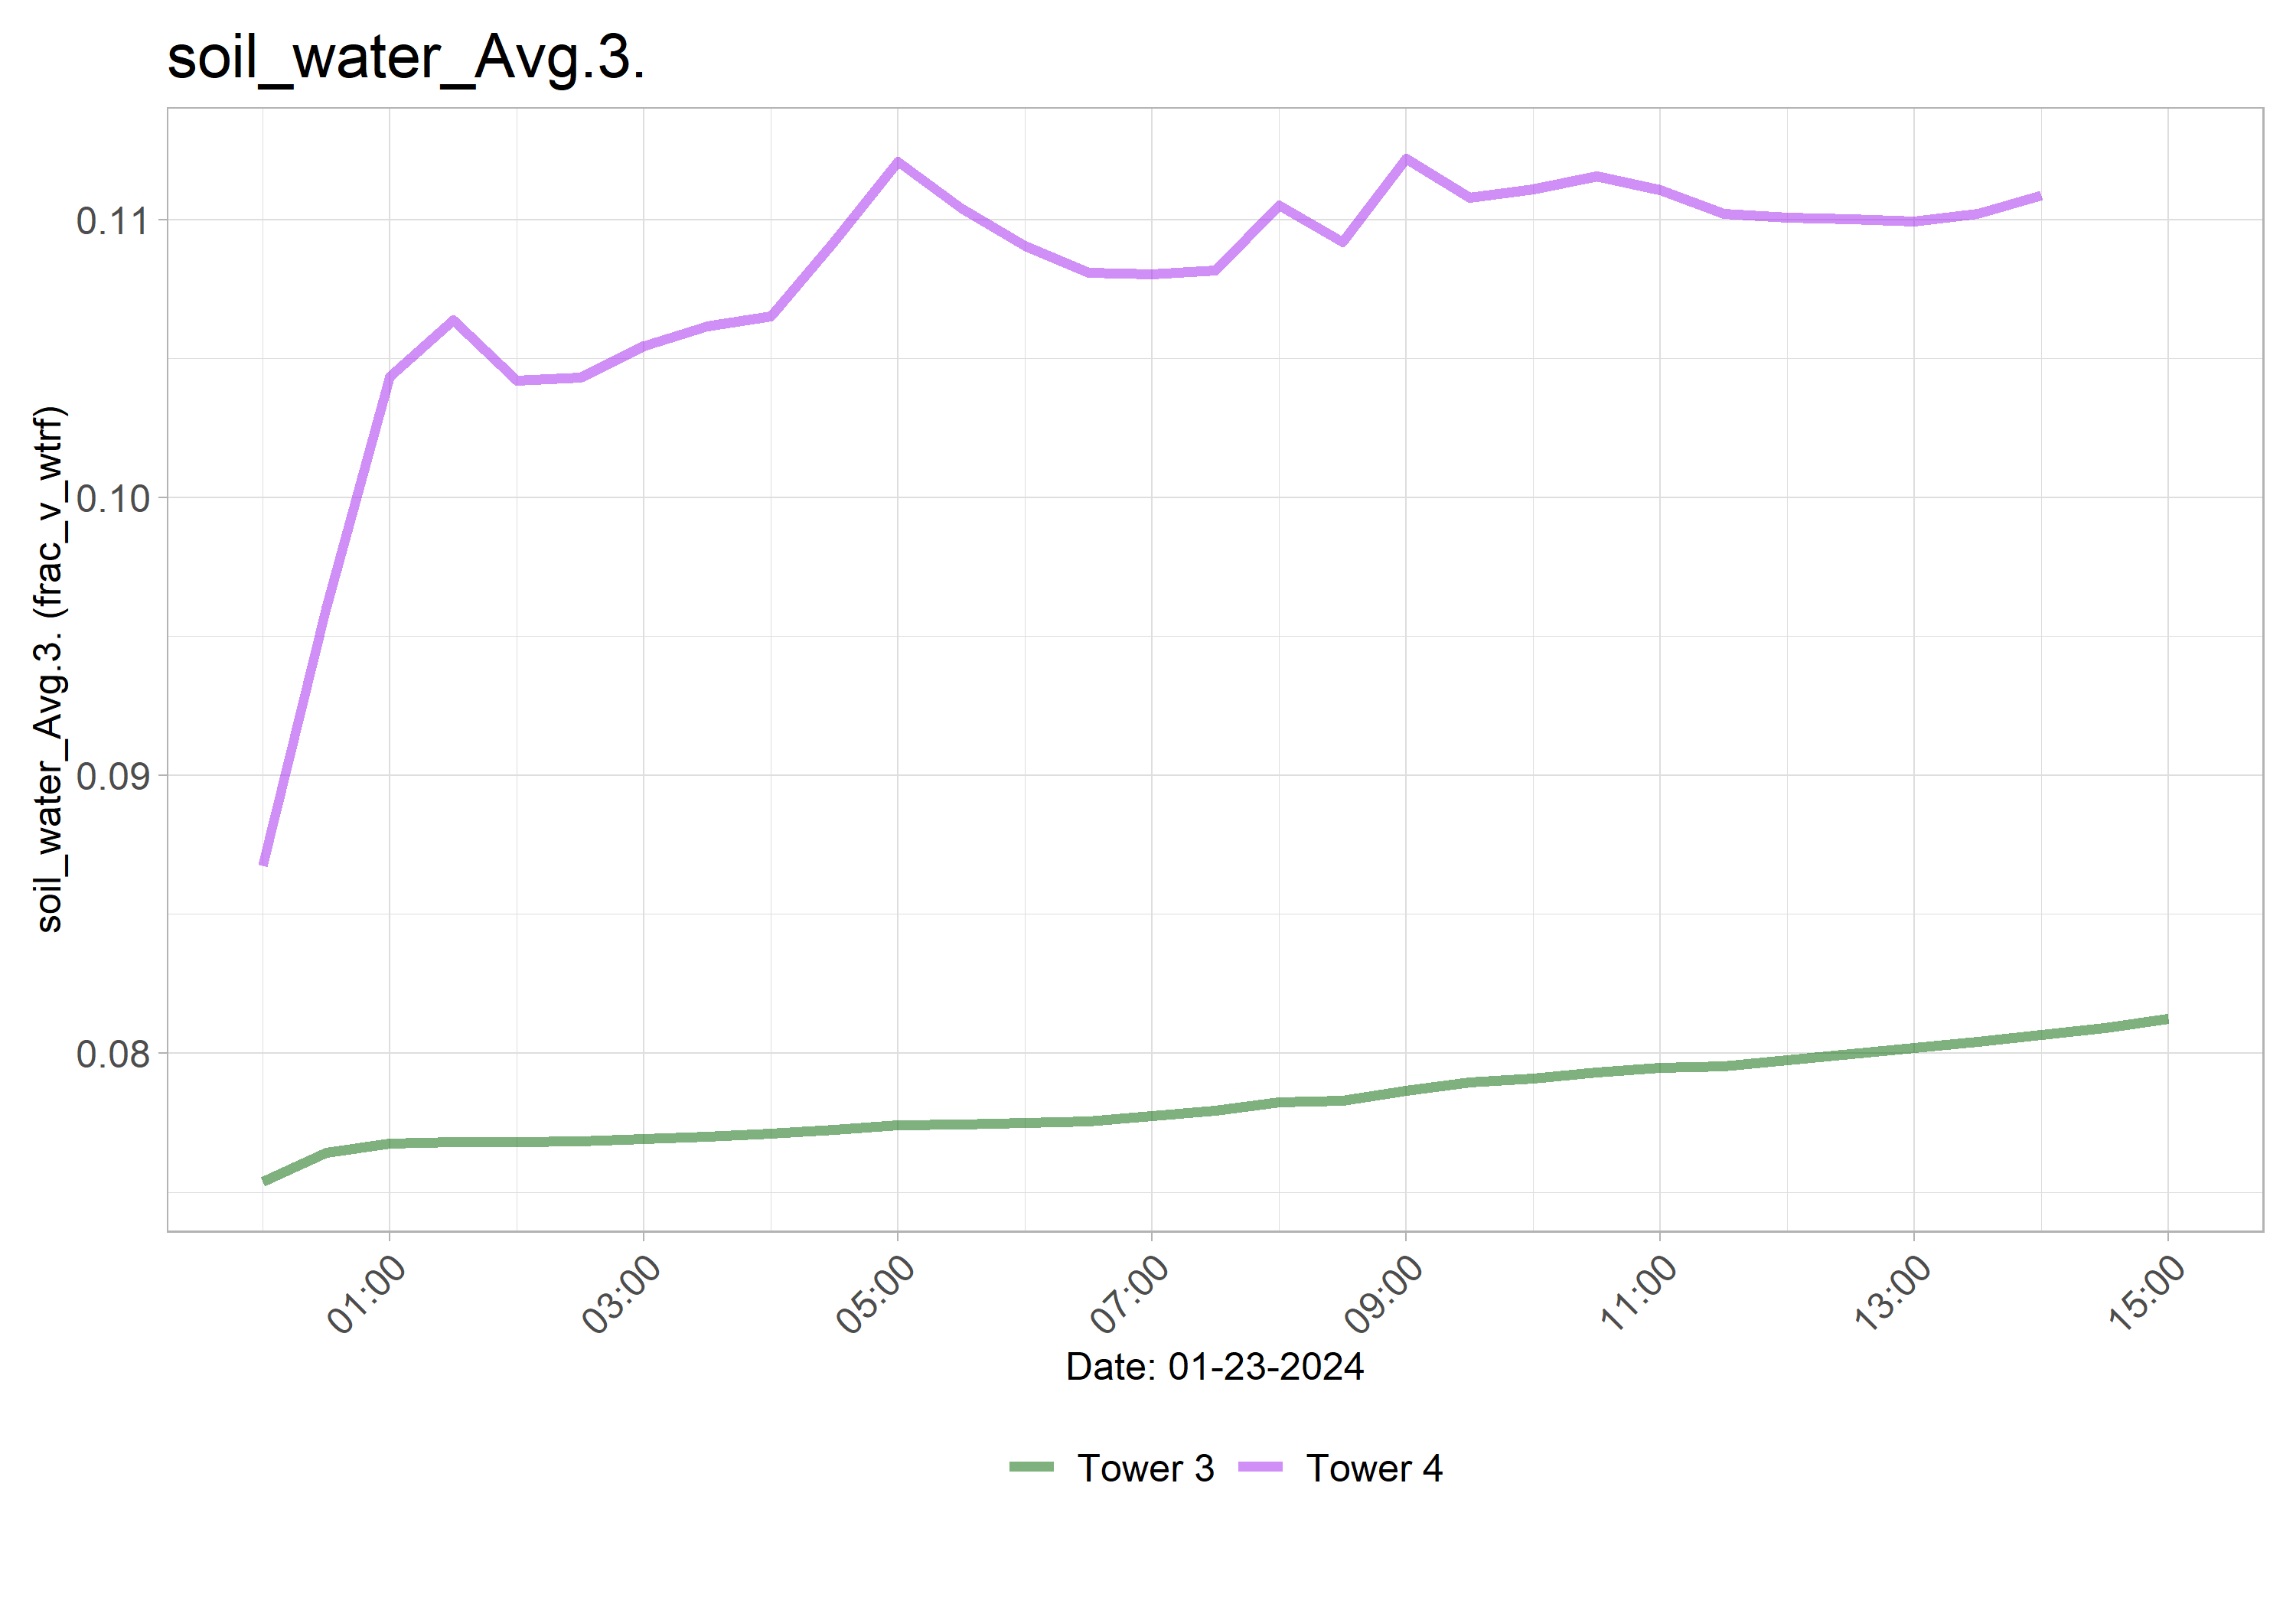 soil_water_Avg.3.
soil_water_Avg.3. (frac_v_wtrf)
0.11
0.10
0.09
0.08
01:00 03:00 05:00 07:00 09:00 11:00 13:00 15:00
Date: 01-23-2024
Tower 3 Tower 4